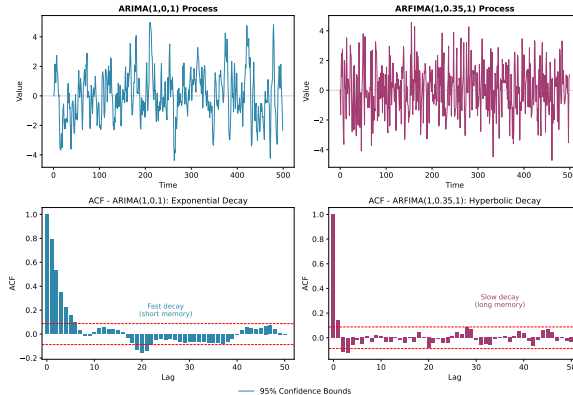 ARIMA(1,0,1) Process
Value
4
2
0
−2
−4
0
100
200
300
400
500
Time
ARFIMA(1,0.35,1) Process
Value
4
2
0
−2
−4
0
100
200
300
400
500
Time
ACF - ARIMA(1,0,1): Exponential Decay
ACF
1.0
0.8
0.6
0.4
0.2
0.0
−0.2
Fast decay
(short memory)
0
10
20
30
40
50
Lag
ACF - ARFIMA(1,0.35,1): Hyperbolic Decay
ACF
1.0
0.8
0.6
0.4
0.2
0.0
Slow decay
(long memory)
0
10
20
30
40
50
Lag
95% Confidence Bounds